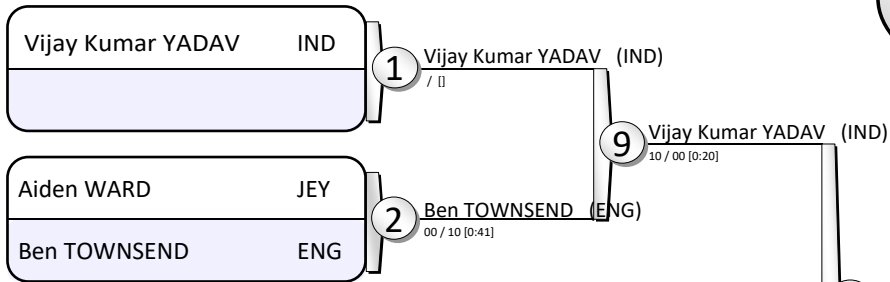 Vijay Kumar YADAV IND
1
Vijay Kumar YADAV (IND)
/ []
9
Vijay Kumar YADAV (IND)
10 / 00 [0:20]
Aiden WARD JEY
Ben TOWNSEND ENG
2
Ben TOWNSEND (ENG)
00 / 10 [0:41]